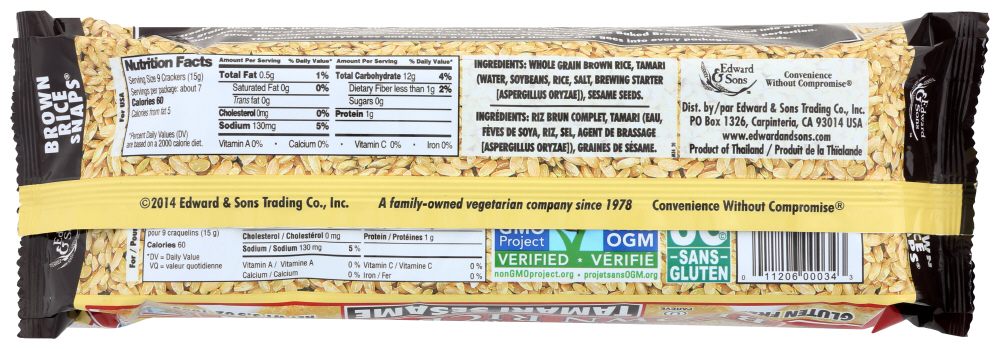 BROWN
RICE
SNAPS®
For USA
Nutrition Facts
Serving Size 9 Crackers (15g)
Servings per package: about 7
Calories 60
Calories from fat 5
*Percent Daily Values (DV)
are based on a 2000 calorie diet.
Amount Per Serving % Daily Value*
Total Fat 0.5g 1%
Saturated Fat 0g 0%
Trans fat 0g
Cholesterol 0mg 0%
Sodium 130mg 5%
Amount Per Serving % Daily Value*
Total Carbohydrate 12g 4%
Dietary Fiber less than 1g 2%
Sugars 0g
Protein 1g
Vitamin A 0% • Calcium 0% • Vitamin C 0% • Iron 0%
INGREDIENTS: WHOLE GRAIN BROWN RICE, TAMARI
(WATER, SOYBEANS, RICE, SALT, BREWING STARTER
[ASPERGILLUS ORYZAE]), SESAME SEEDS.
INGRÉDIENTS: RIZ BRUN COMPLET, TAMARI (EAU,
FÈVES DE SOYA, RIZ, SEL, AGENT DE BRASSAGE
[ASPERGILLUS ORYZAE]), GRAINES DE SÉSAME.
Edward
& Sons®
Convenience
Without Compromise®
Dist. by/par Edward & Sons Trading Co., Inc.
PO Box 1326, Carpinteria, CA 93014 USA
www.edwardandsons.com
Product of Thailand / Produit de la Thïalande
Edward
& Sons
©2014 Edward & Sons Trading Co., Inc. A family-owned vegetarian company since 1978 Convenience Without Compromise®
Edward
& Sons
For / Pour
pour 9 craquelins (15 g)
Calories 60
*DV = Daily Value
VQ = valeur quotidienne
Cholesterol / Cholestérol 0 mg
Sodium / Sodium 130 mg 5 %
Protein / Protéines 1 g
Vitamin A / Vitamine A 0 % Vitamin C / Vitamine C 0 %
Calcium / Calcium 0 % Iron / Fer 0 %
GMO
Project
OGM
VERIFIED • VÉRIFIÉ
nonGMOproject.org • projetsansOGM.org
-SANS-
GLUTEN
0 11206 00034 3
RICE
SNAPS®
TAMARI SESAME
GLUTEN FREE